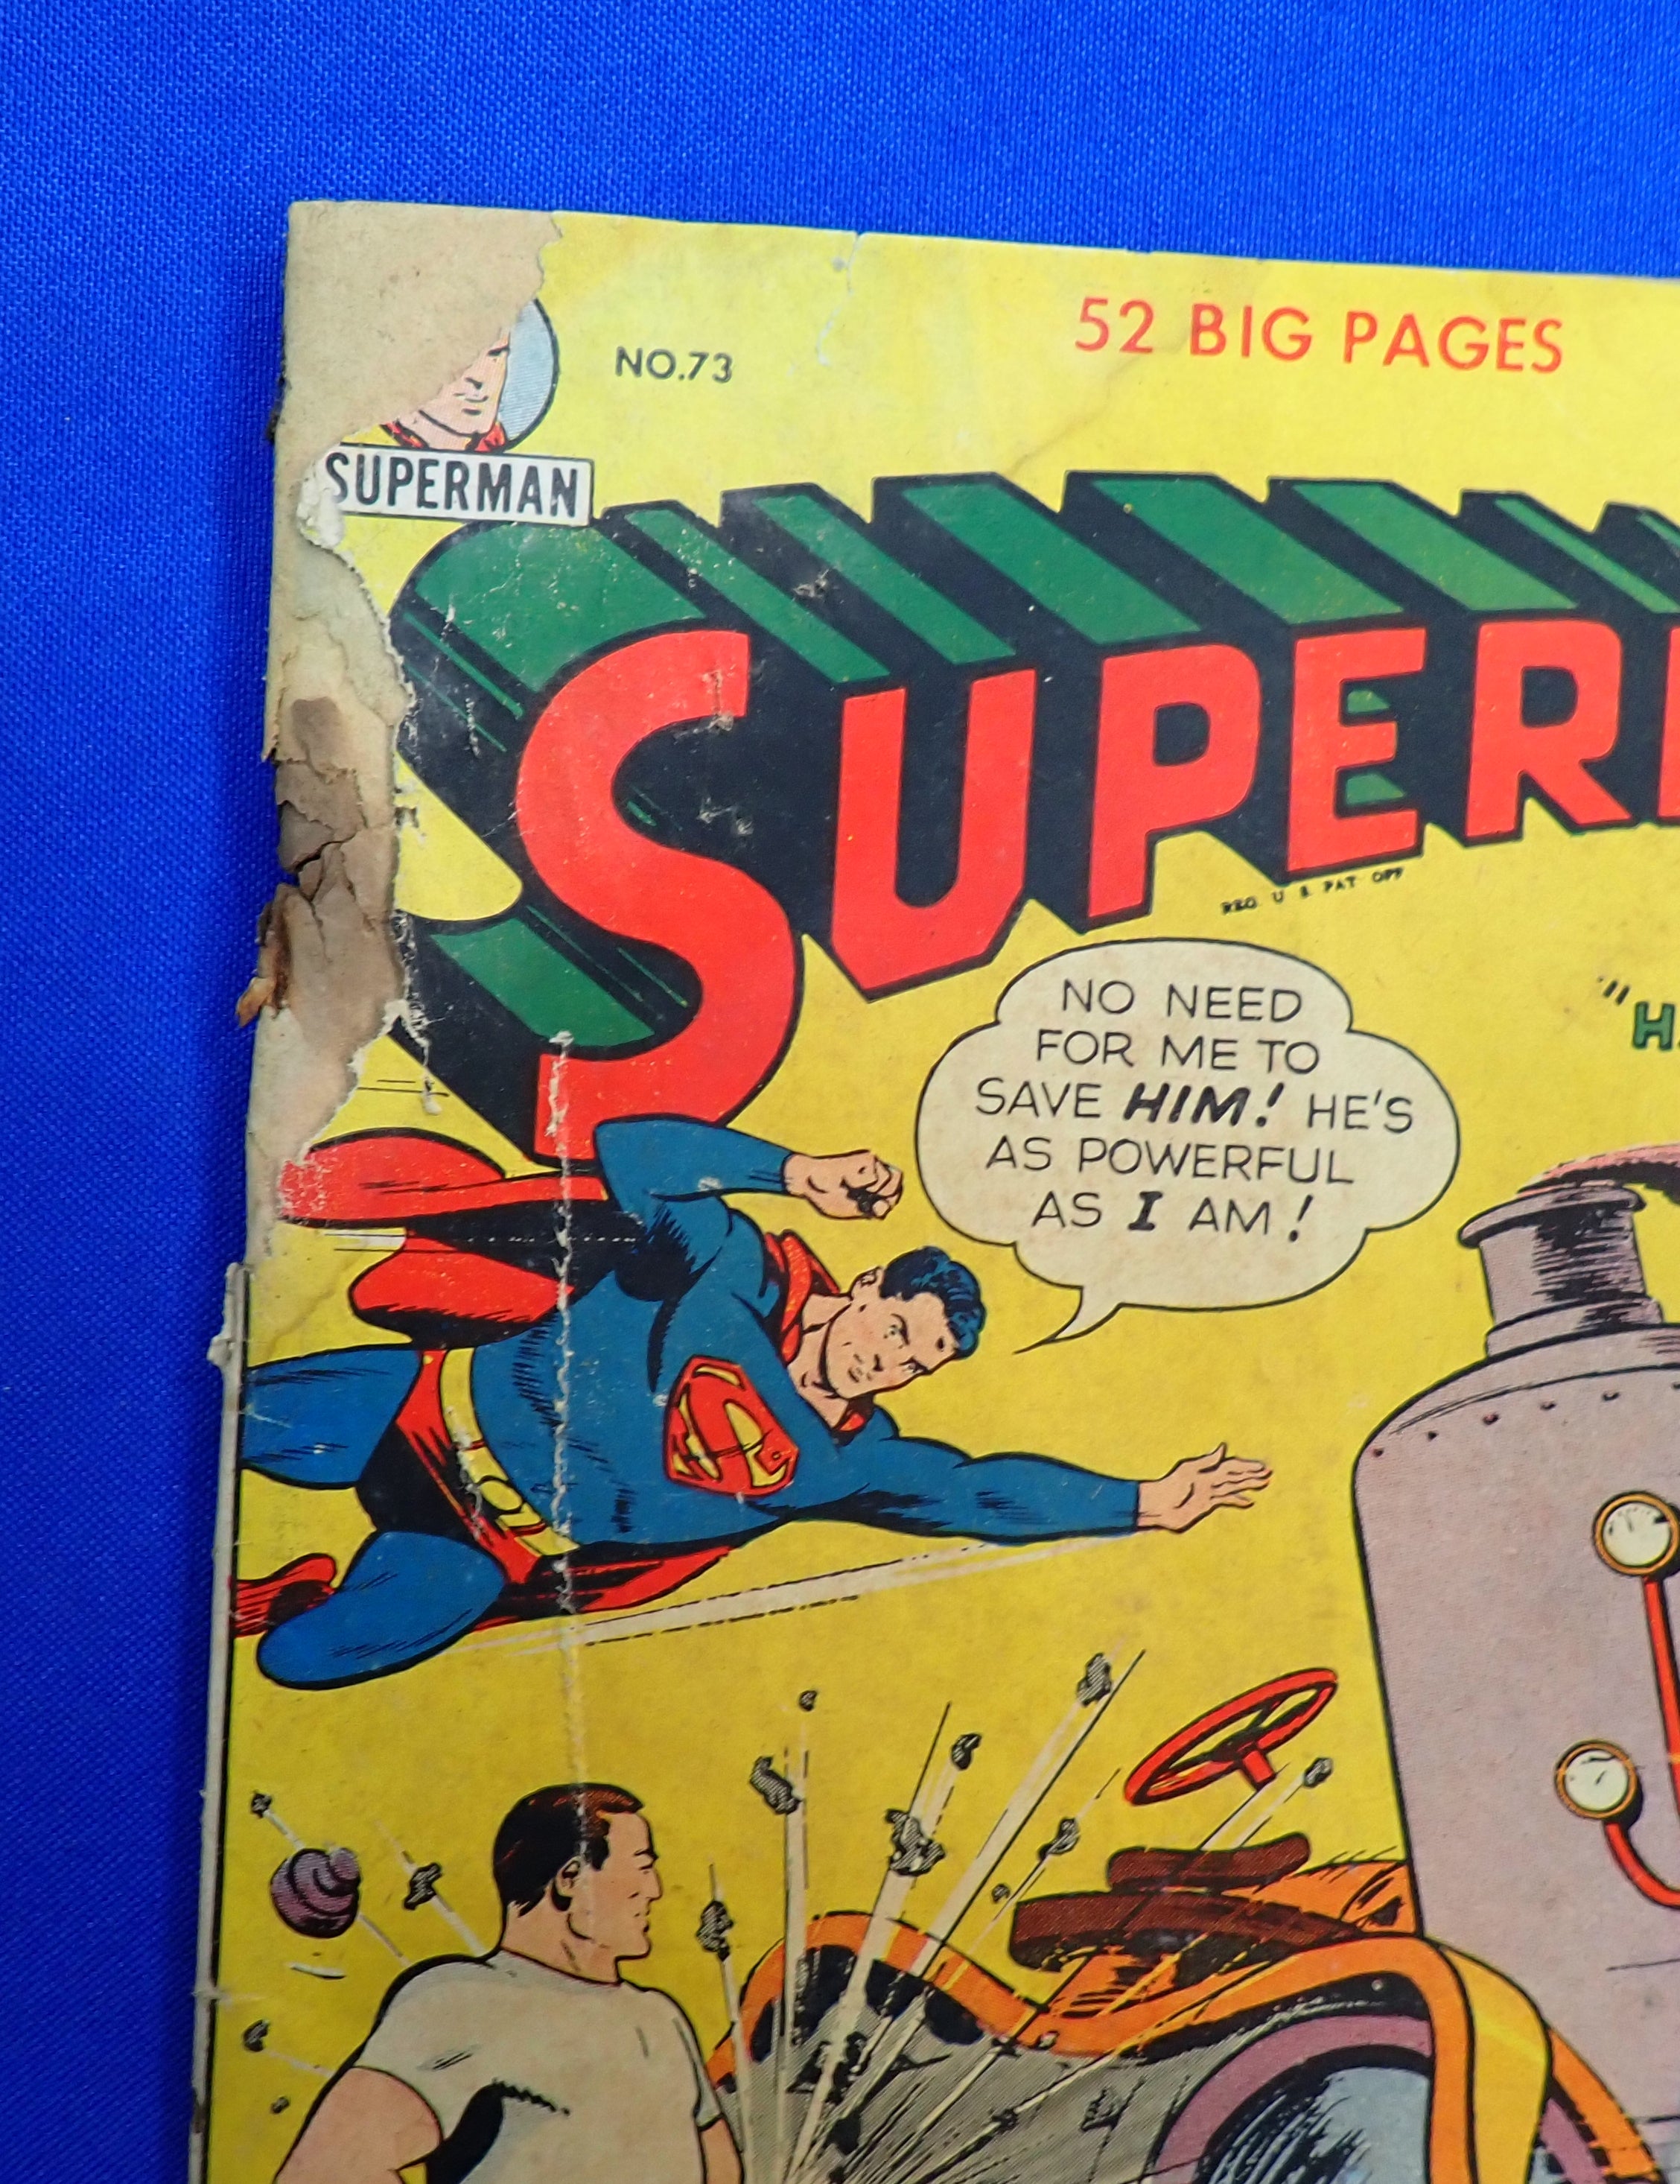 NO.73
52 BIG PAGES
SUPERMAN
SUPER
REG. U. S. PAT. OFF.
"H
NO NEED
FOR ME TO
SAVE HIM! HE'S
AS POWERFUL
AS I AM!
S